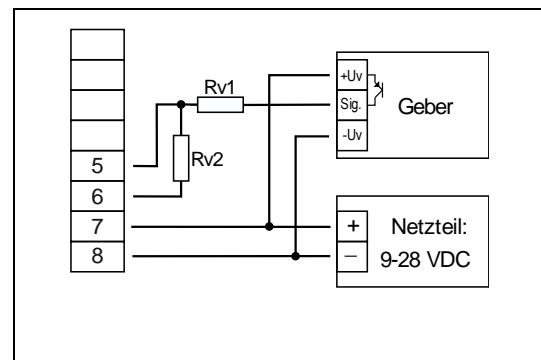 Rv1
Rv2
5
6
7
8
+Uv
Sig.
-Uv
Geber
+
Netzteil:
–
9-28 VDC